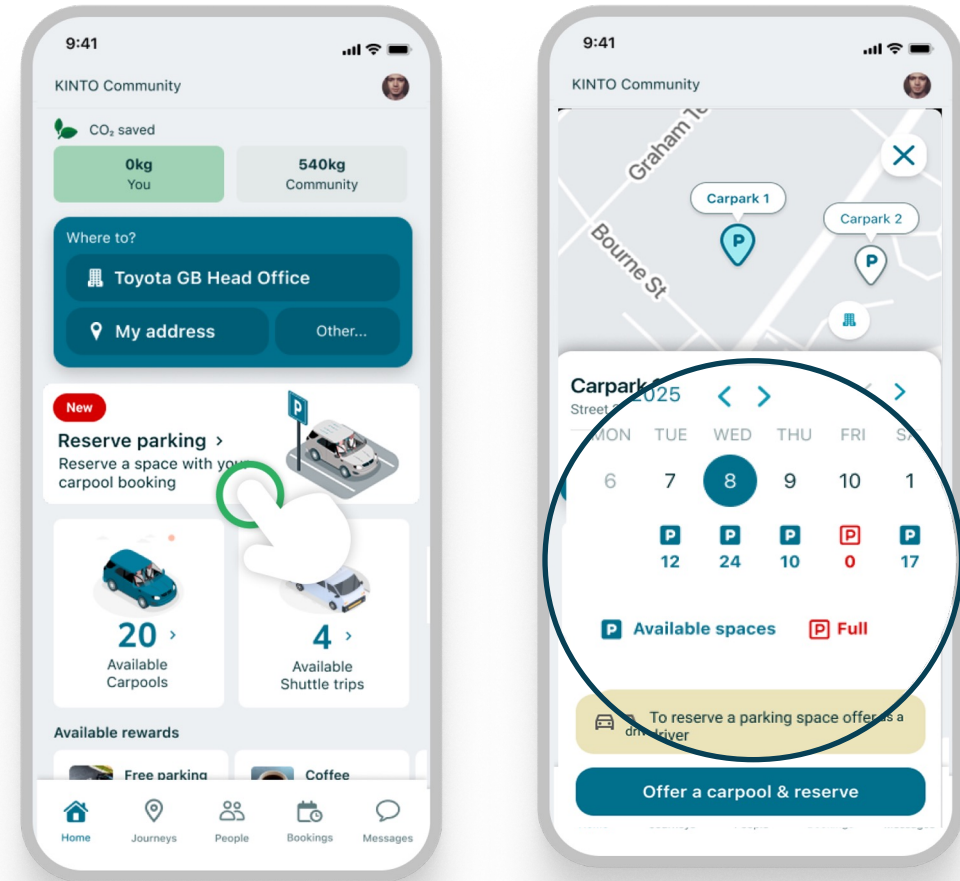 9:41
KINTO Community
CO₂ saved
0kg
You
540kg
Community
Where to?
Toyota GB Head Office
My address
Other...
New
Reserve parking >
Reserve a space with your
carpool booking
P
20 >
Available
Carpools
4 >
Available
Shuttle trips
Available rewards
Free parking
Coffee
Home
Journeys
People
Bookings
Messages
9:41
KINTO Community
Graham
Bourne St
Carpark 1
P
Carpark 2
P
Carpark
Street
2025
MON TUE WED THU FRI SA
6 7 8 9 10 1
P P P P P
12 24 10 0 17
P Available spaces P Full
To reserve a parking space offer as a
driver
Offer a carpool & reserve